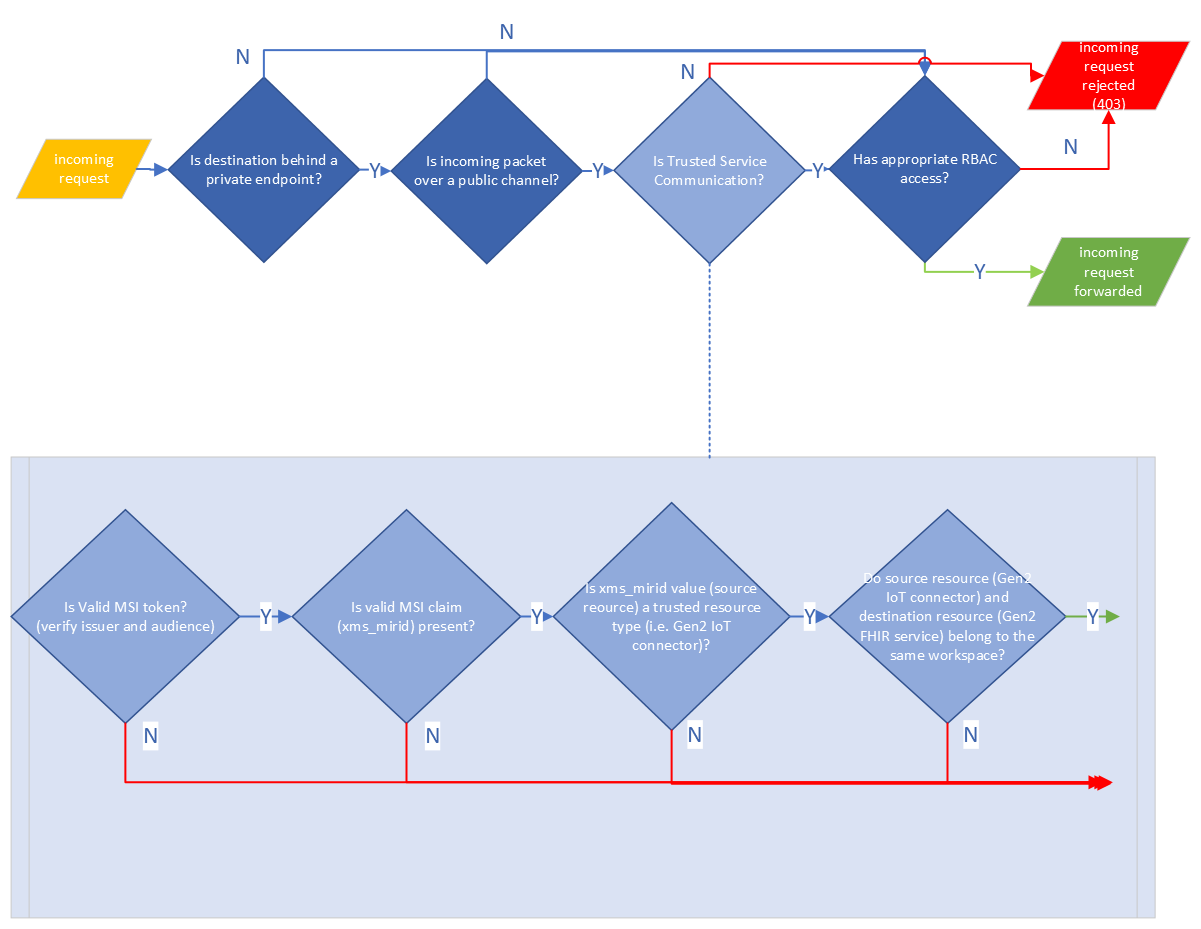 N
N
N
incoming
request
rejected
(403)
incoming
request
Is destination behind a
private endpoint?
Y
Is incoming packet
over a public channel?
Y
Is Trusted Service
Communication?
Y
Has appropriate RBAC
access?
N
Y
incoming
request
forwarded
Is Valid MSI token?
(verify issuer and audience)
Y
Is valid MSI claim
(xms_mirid) present?
Y
Is xms_mirid value (source
reource) a trusted resource
type (i.e. Gen2 IoT
connector)?
Y
Do source resource (Gen2
IoT connector) and
destination resource (Gen2
FHIR service) belong to the
same workspace?
Y
N
N
N
N